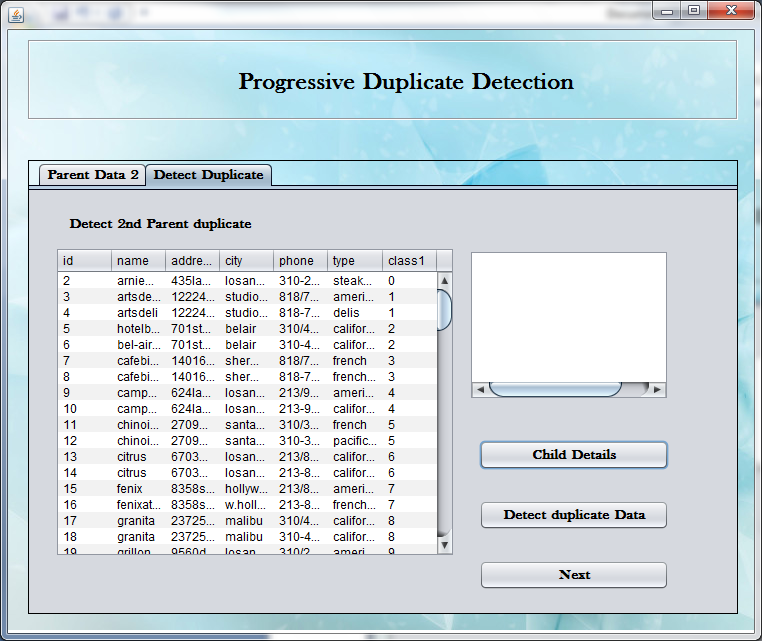 Progressive Duplicate Detection
Parent Data 2 Detect Duplicate
Detect 2nd Parent duplicate
id name addre... city phone type class1
2 arnie... 435la... losan... 310-2... steak... 0
3 artsde... 12224... studio... 818/7... ameri... 1
4 artsdeli 12224... studio... 818-7... delis 1
5 hotelb... 701st... belair 310/4... califor... 2
6 bel-air... 701st... belair 310-4... califor... 2
7 cafebi... 14016... sher... 818/7... french 3
8 cafebi... 14016... sher... 818-7... french... 3
9 camp... 624la... losan... 213/9... ameri... 4
10 camp... 624la... losan... 213-9... califor... 4
11 chinoi... 2709... santa... 310/3... french 5
12 chinoi... 2709... santa... 310-3... pacific... 5
13 citrus 6703... losan... 213/8... califor... 6
14 citrus 6703... losan... 213-8... califor... 6
15 fenix 8358s... hollyw... 213/8... ameri... 7
16 fenixat... 8358s... w.holl... 213-8... french... 7
17 granita 23725... malibu 310/4... califor... 8
18 granita 23725... malibu 310-4... califor... 8
19 grillon... 9560d... losan... 310/2... ameri... 9
Child Details
Detect duplicate Data
Next